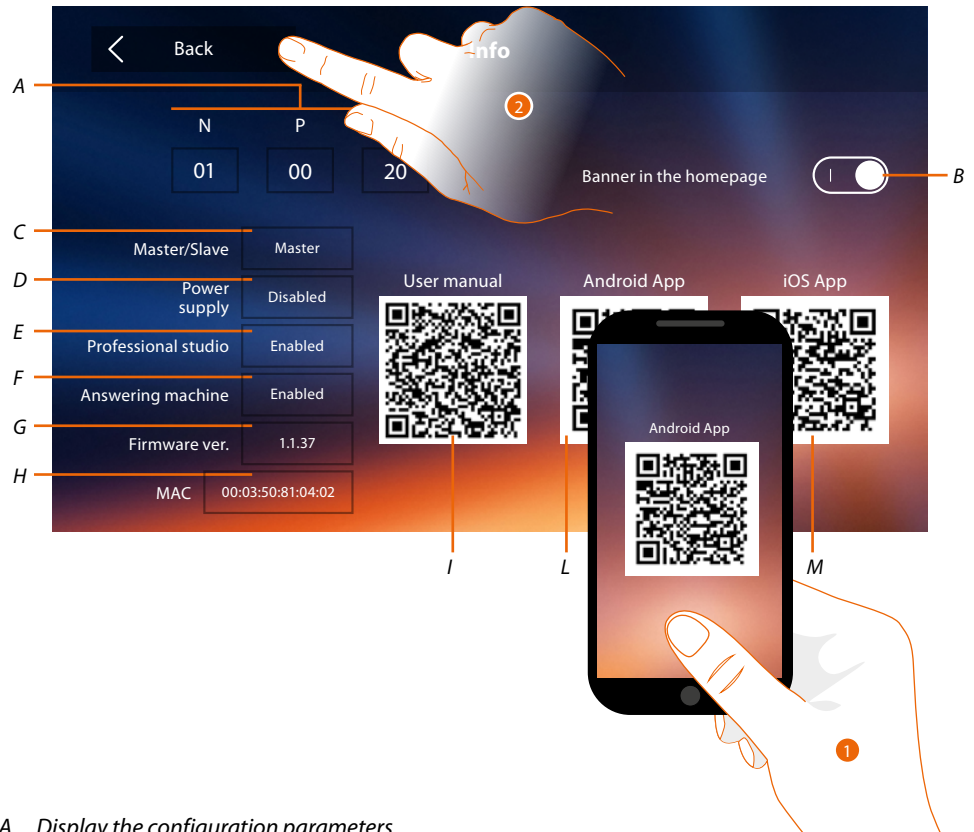 Back
Info
A
2
N P
01 00 20
Banner in the homepage
B
C
Master/Slave Master
D
Power supply Disabled
E
Professional studio Enabled
F
Answering machine Enabled
G
Firmware ver. 1.1.37
H
MAC 00:03:50:81:04:02
User manual Android App iOS App
Android App
I L M
1
A Display the configuration parameters